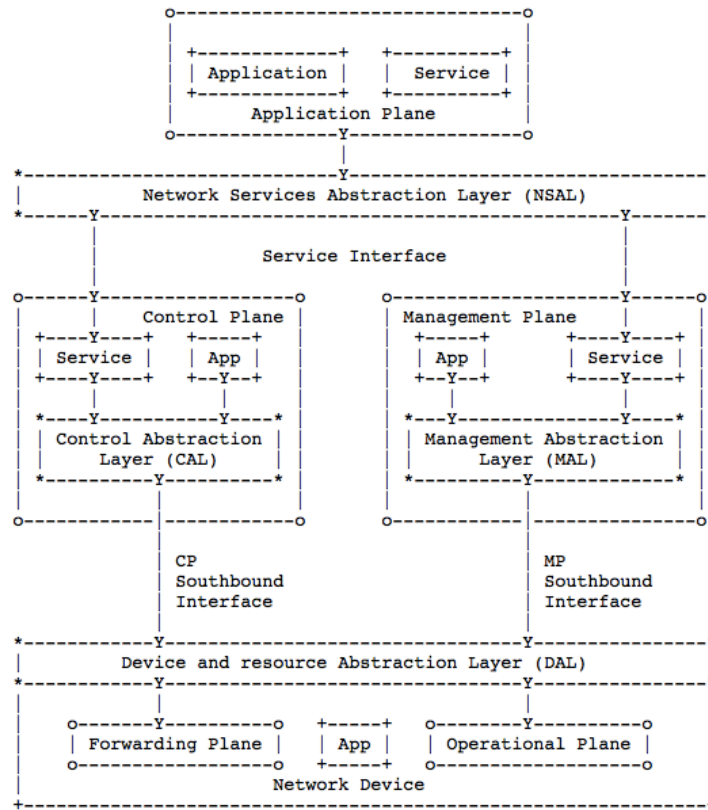 Application Service
Application Plane
Network Services Abstraction Layer (NSAL)
Service Interface
Control Plane Management Plane
Service App App Service
Control Abstraction Management Abstraction
Layer (CAL) Layer (MAL)
CP MP
Southbound Southbound
Interface Interface
Device and resource Abstraction Layer (DAL)
Forwarding Plane App Operational Plane
Network Device